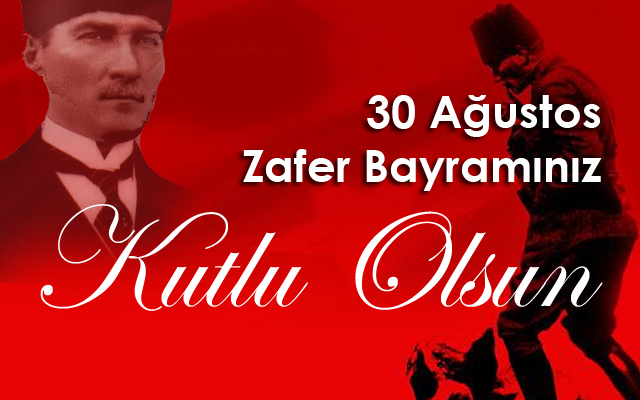 30 Ağustos
Zafer Bayramınız
Kutlu Olsun